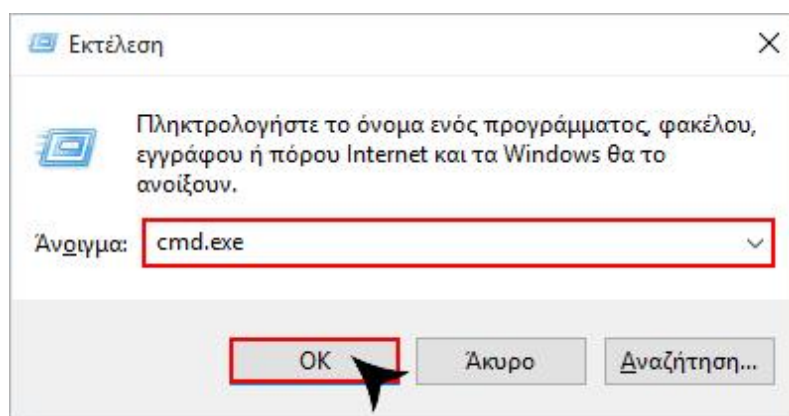 Εκτέλεση
Πληκτρολογήστε το όνομα ενός προγράμματος, φακέλου,
εγγράφου ή πόρου Internet και τα Windows θα το
ανοίξουν.
Άνοιγμα: cmd.exe
OK Άκυρο Αναζήτηση...